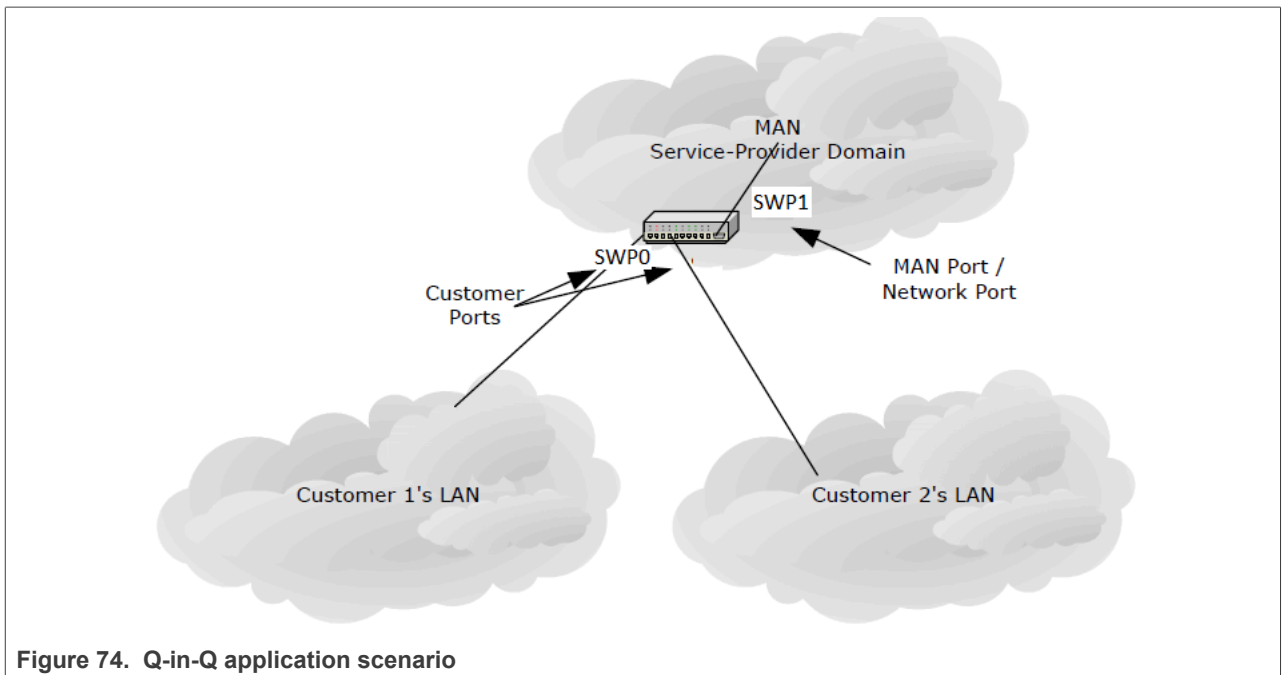 MAN
Service-Provider Domain
SWP1
SWP0
MAN Port /
Network Port
Customer
Ports
Customer 1's LAN
Customer 2's LAN
Figure 74. Q-in-Q application scenario